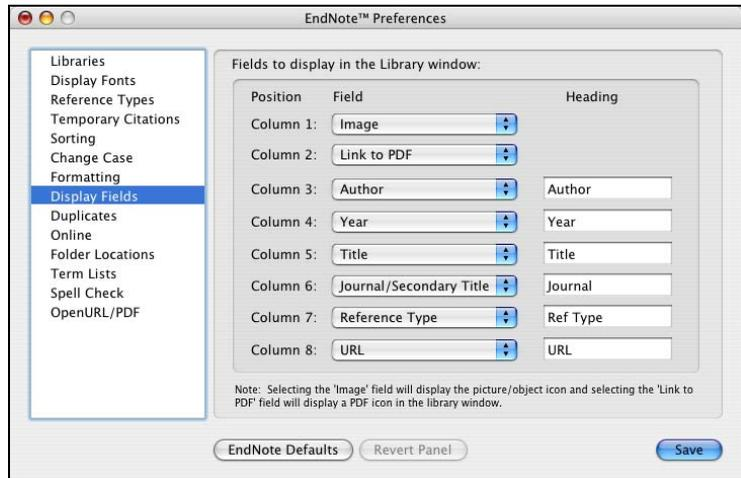 EndNote™ Preferences
Libraries
Display Fonts
Reference Types
Temporary Citations
Sorting
Change Case
Formatting
Display Fields
Duplicates
Online
Folder Locations
Term Lists
Spell Check
OpenURL/PDF
Fields to display in the Library window:
Position Field Heading
Column 1: Image
Column 2: Link to PDF
Column 3: Author Author
Column 4: Year Year
Column 5: Title Title
Column 6: Journal/Secondary Title Journal
Column 7: Reference Type Ref Type
Column 8: URL URL
Note: Selecting the 'Image' field will display the picture/object icon and selecting the 'Link to
PDF' field will display a PDF icon in the library window.
EndNote Defaults Revert Panel Save